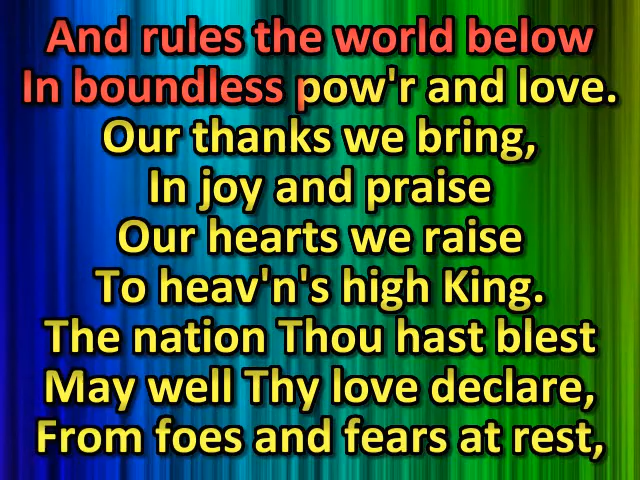 And rules the world below
In boundless pow'r and love.
Our thanks we bring,
In joy and praise
Our hearts we raise
To heav'n's high King.
The nation Thou hast blest
May well Thy love declare,
From foes and fears at rest,